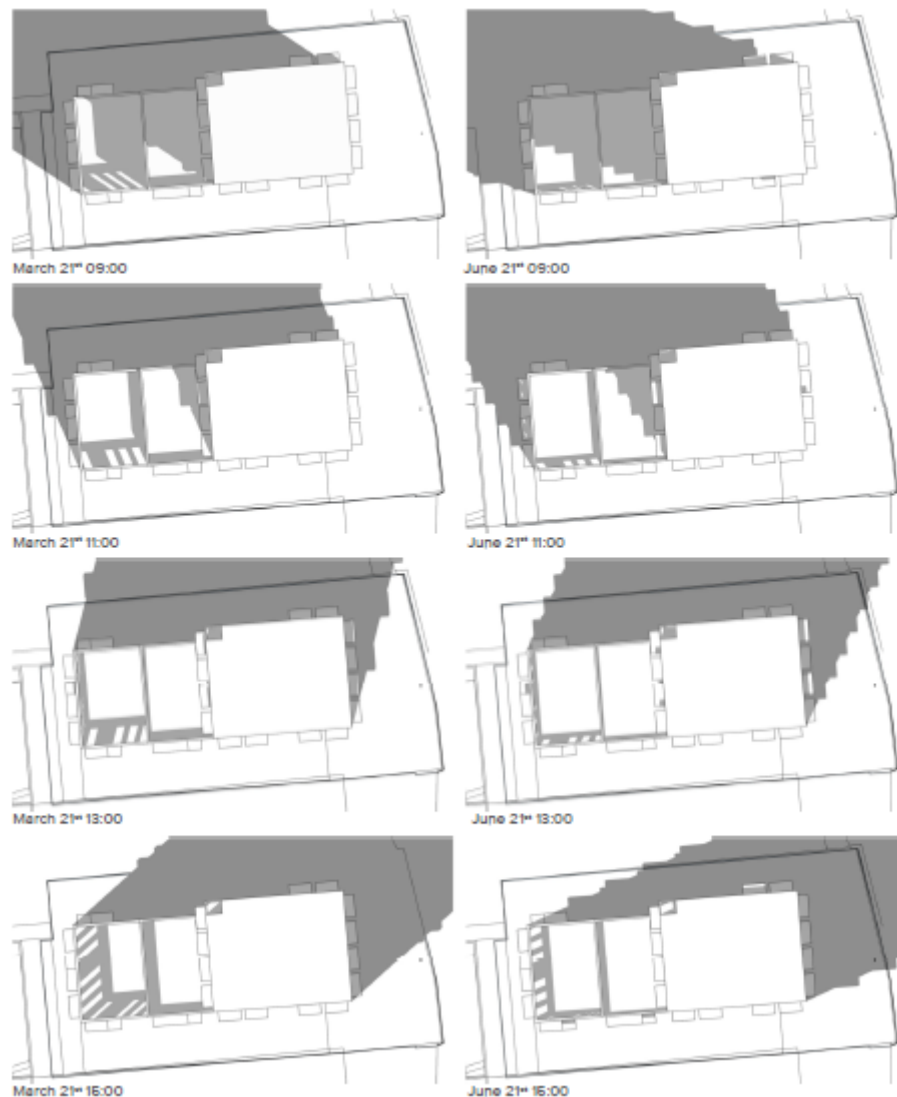 March 21ˢᵗ 09:00
June 21ˢᵗ 09:00
March 21ˢᵗ 11:00
June 21ˢᵗ 11:00
March 21ˢᵗ 13:00
June 21ˢᵗ 13:00
March 21ˢᵗ 15:00
June 21ˢᵗ 15:00